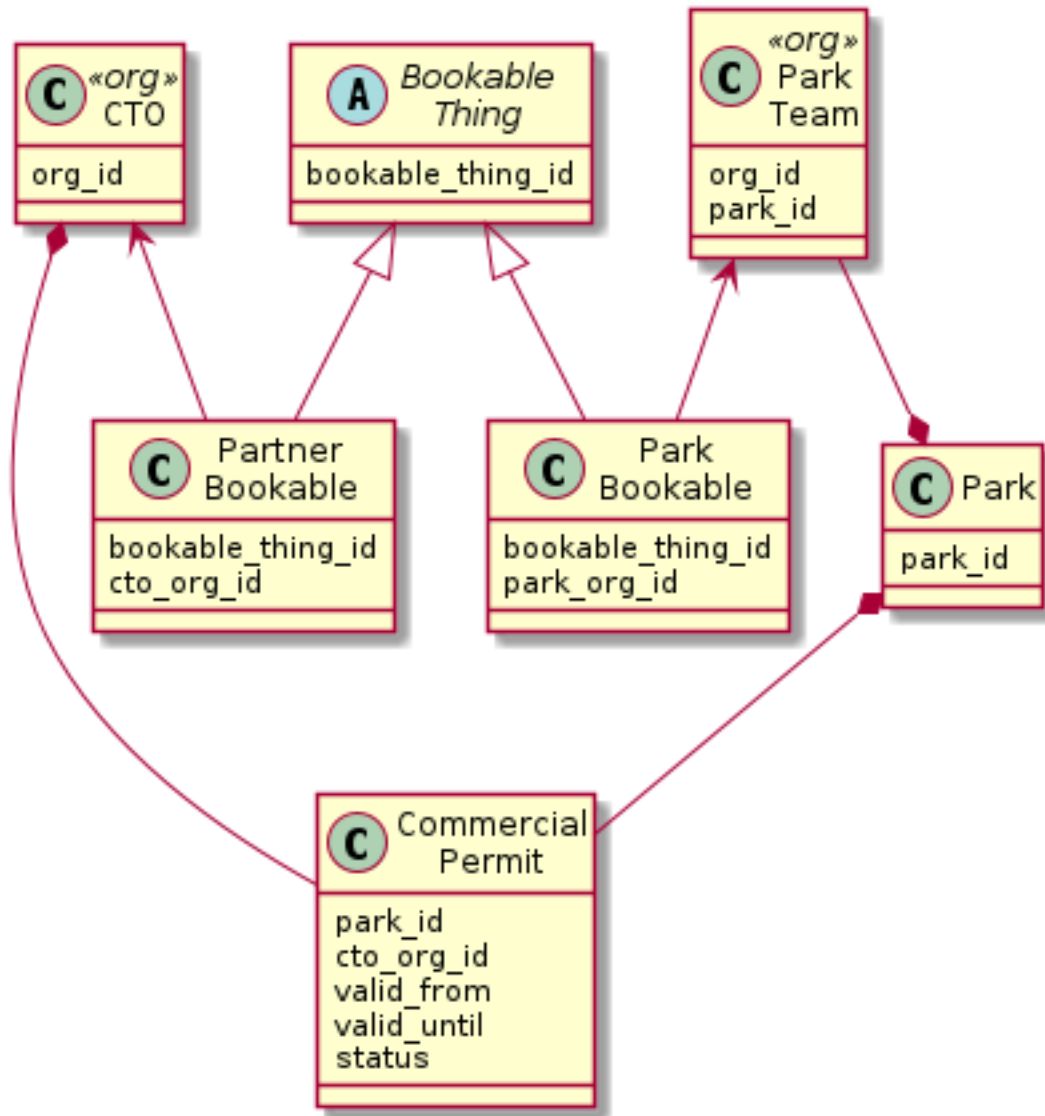 C
«org»
CTO
org_id
A
Bookable
Thing
bookable_thing_id
C
«org»
Park
Team
org_id
park_id
C
Partner
Bookable
bookable_thing_id
cto_org_id
C
Park
Bookable
bookable_thing_id
park_org_id
C
Park
park_id
C
Commercial
Permit
park_id
cto_org_id
valid_from
valid_until
status